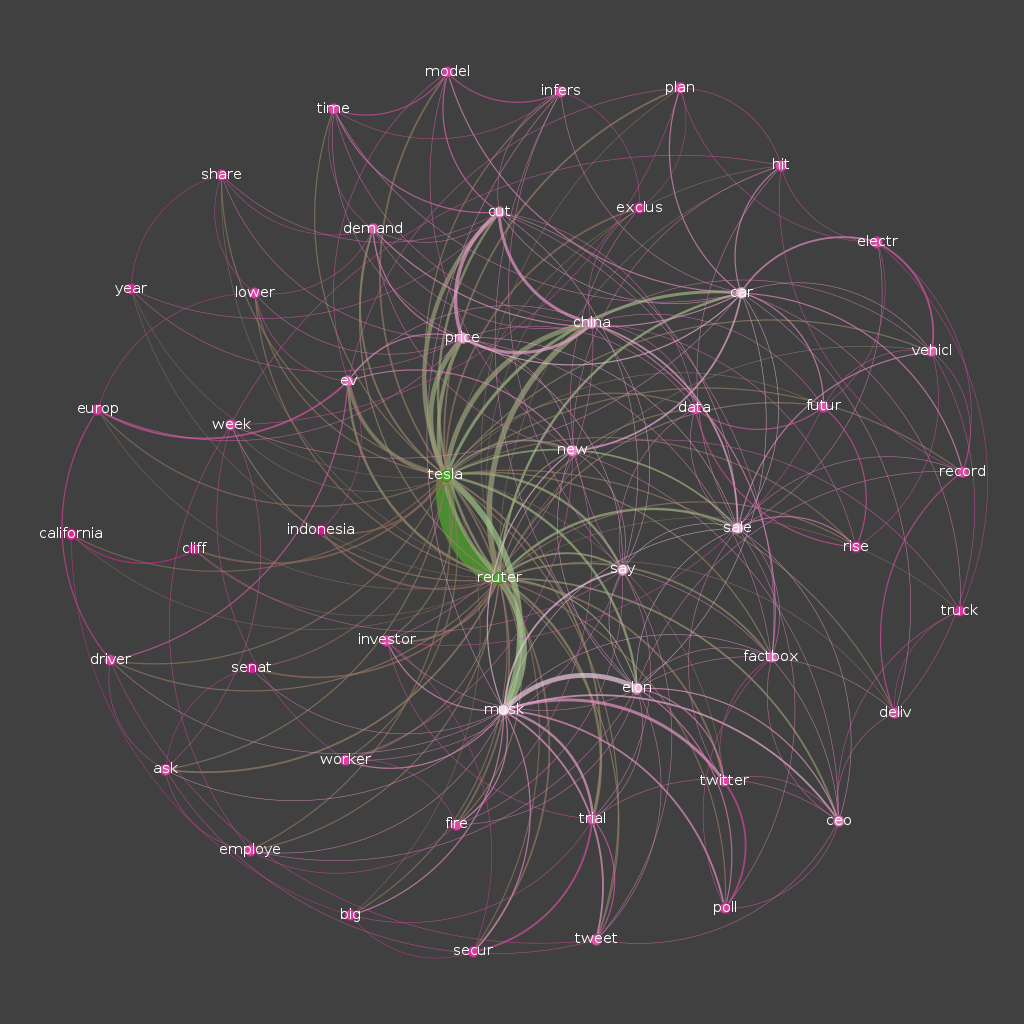 model
infers
plan
time
hit
share
exclus
cut
demand
electr
year
lower
car
china
price
vehicl
ev
europ
week
data
futur
new
tesla
record
california
indonesia
sale
cliff
rise
reuter
say
truck
investor
driver
senat
factbox
elon
musk
deliv
worker
ask
twitter
fire
trial
ceo
employe
big
poll
secur
tweet